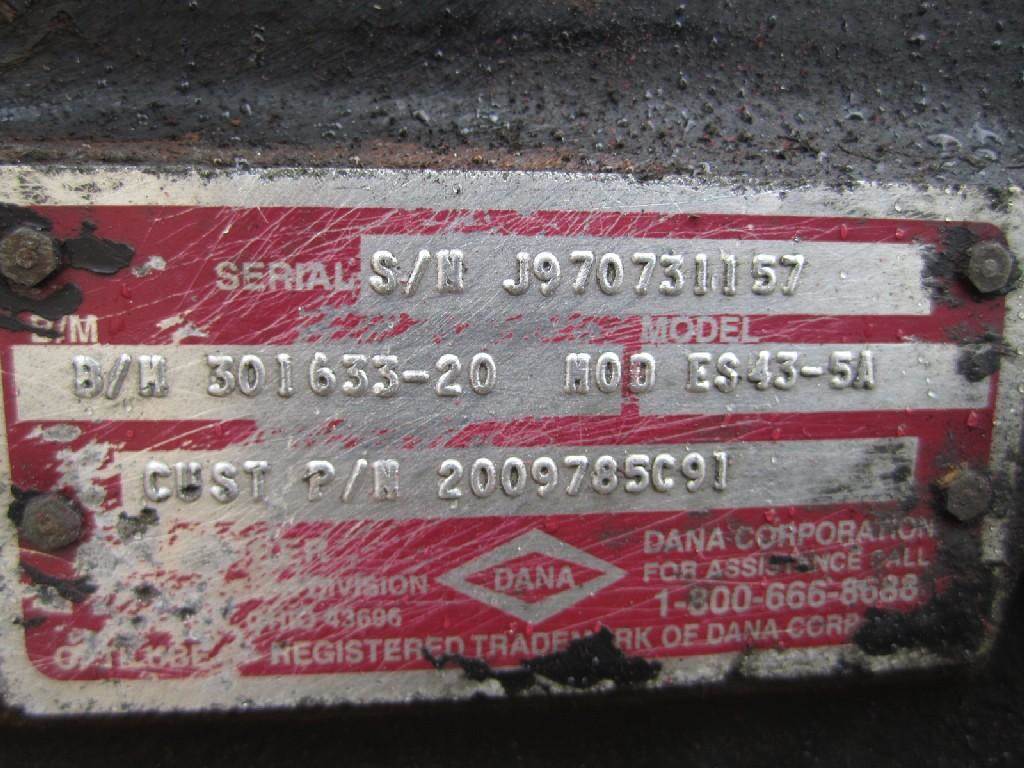 SERIAL S/N J970731157
B/M MODEL
B/M 301633-20 MOD ES43-5A
CUST P/N 2009785C91
DANA CORPORATION
DANA
FOR ASSISTANCE CALL
DIVISION
1-800-666-8688
OHIO 43696
REGISTERED TRADEMARK OF DANA CORP